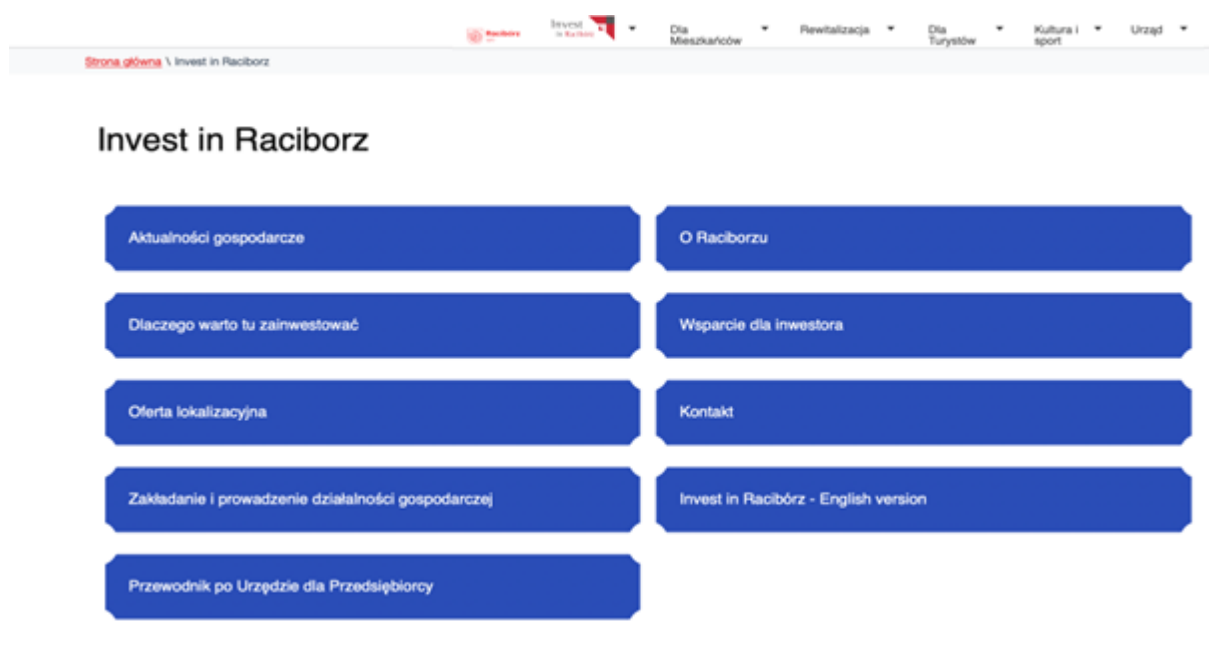 Racibórz
Invest
in Racibórz
Dla
Mieszkańców
Rewitalizacja
Dla
Turystów
Kultura i
sport
Urząd
Strona główna \ Invest in Raciborz
Invest in Raciborz
Aktualności gospodarcze
O Raciborzu
Dlaczego warto tu zainwestować
Wsparcie dla inwestora
Oferta lokalizacyjna
Kontakt
Zakładanie i prowadzenie działalności gospodarczej
Invest in Racibórz - English version
Przewodnik po Urzędzie dla Przedsiębiorcy